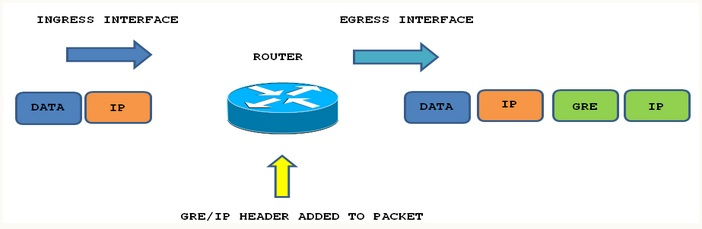 INGRESS INTERFACE
EGRESS INTERFACE
ROUTER
DATA
IP
DATA
IP
GRE
IP
GRE/IP HEADER ADDED TO PACKET